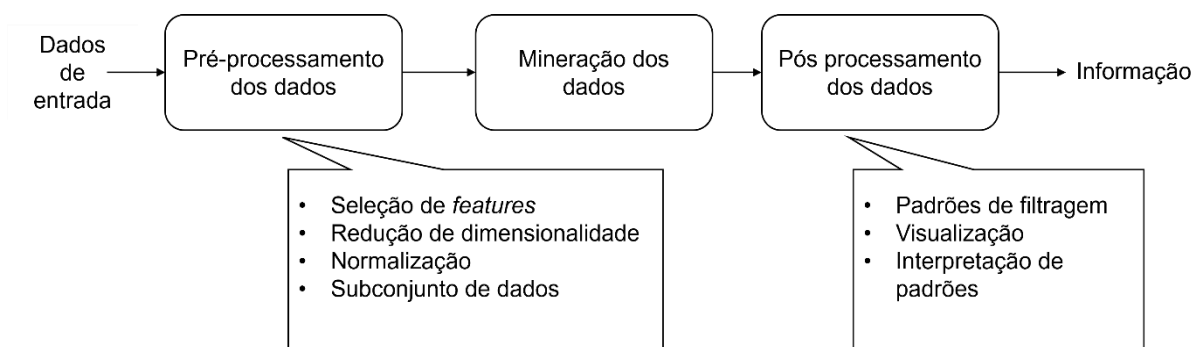 Dados
de
entrada
Pré-processamento
dos dados
Mineração dos
dados
Pós processamento
dos dados
Informação
• Seleção de features
• Redução de dimensionalidade
• Normalização
• Subconjunto de dados
• Padrões de filtragem
• Visualização
• Interpretação de
padrões